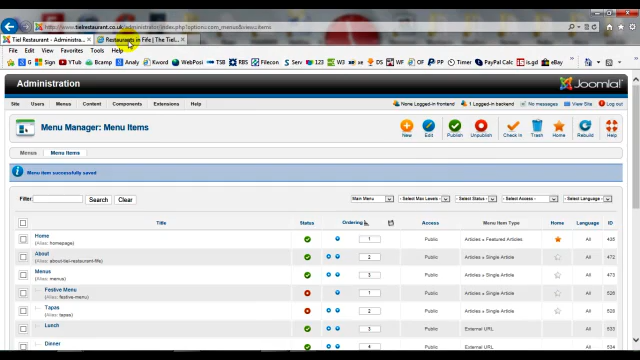 http://www.tielrestaurant.co.uk/administrator/index.php?option=com_menus&view=items
Tiel Restaurant - Administra...
Restaurants in Fife | The Tiel...
File Edit View Favorites Tools Help
G Sign YTub Bcamp Analy Kword WebPosi TSB RBS Filecon Serv 123 W3 WF OF PP Timer PayPal Calc is.gd eBay
Administration
Joomla!
Site Users Menus Content Components Extensions Help
None Logged-in frontend 1 Logged-in backend No messages View Site Log out
Menu Manager: Menu Items
New Edit Publish Unpublish Check In Trash Home Rebuild Help
Menus Menu Items
Menu item successfully saved
Filter: Search Clear
Main Menu - Select Max Levels - - Select Status - - Select Access - - Select Language -
Title Status Ordering Access Menu Item Type Home Language ID
Home 1 Public Articles » Featured Articles All 435
(Alias: homepage)
About 2 Public Articles » Single Article All 472
(Alias: about-tiel-restaurant-fife)
Menus 3 Public Articles » Single Article All 473
(Alias: menus)
Festive Menu 1 Public Articles » Single Article All 526
(Alias: festive-menu)
Tapas 2 Public Articles » Single Article All
(Alias: tapas)
Lunch 3 Public External URL All
Dinner 4 Public External URL All